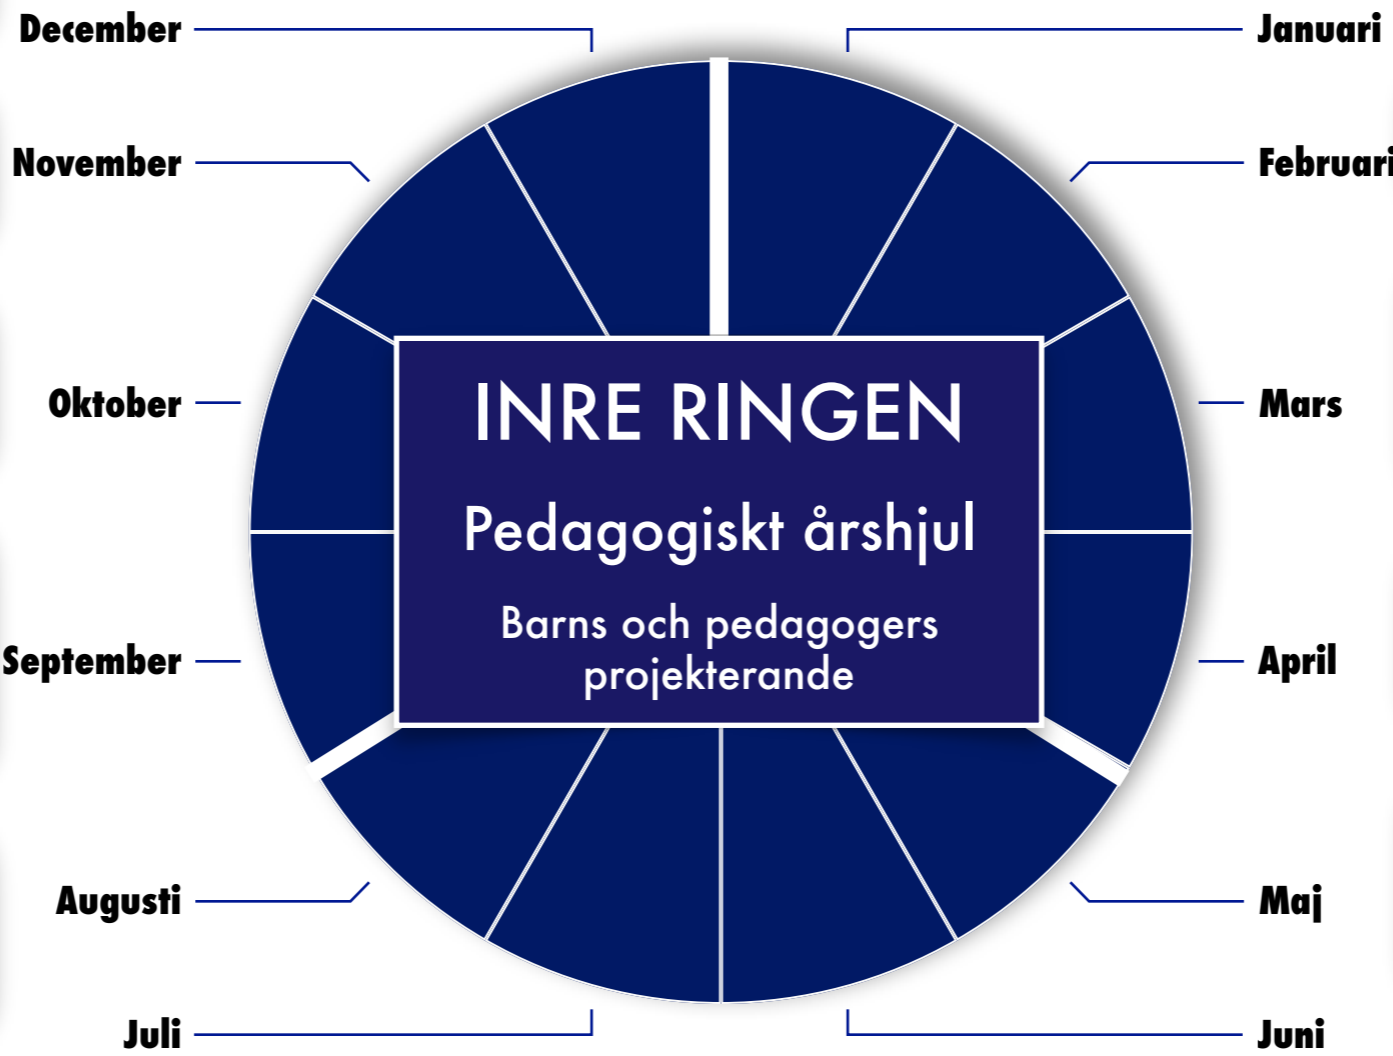 December
Januari
November
Februari
Oktober
Mars
INRE RINGEN
Pedagogiskt årshjul
Barns och pedagogers
projekterande
September
April
Augusti
Maj
Juli
Juni